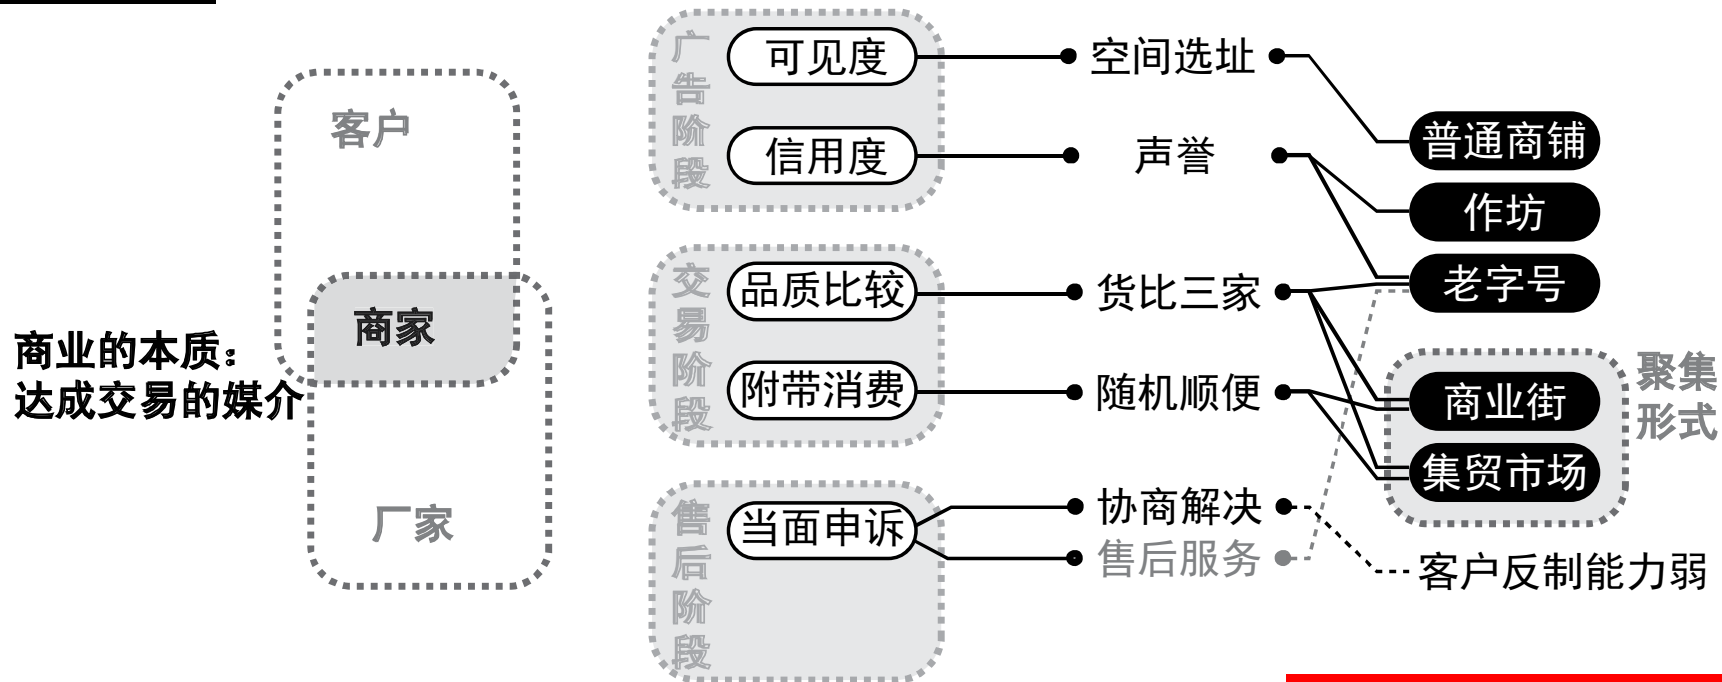 商业的本质：
达成交易的媒介
客户
商家
厂家
广告阶段
可见度
信用度
交易阶段
品质比较
附带消费
售后阶段
当面申诉
空间选址
声誉
货比三家
随机顺便
协商解决
售后服务
普通商铺
作坊
老字号
商业街
集贸市场
聚集
形式
客户反制能力弱